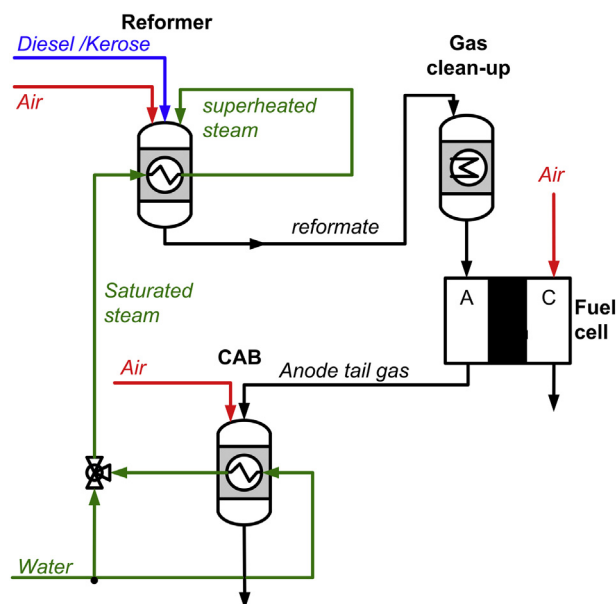 Reformer
Diesel /Kerose
Air
superheated
steam
Gas
clean-up
Air
reformate
Saturated
steam
A
C
Fuel
cell
CAB
Air
Anode tail gas
Water